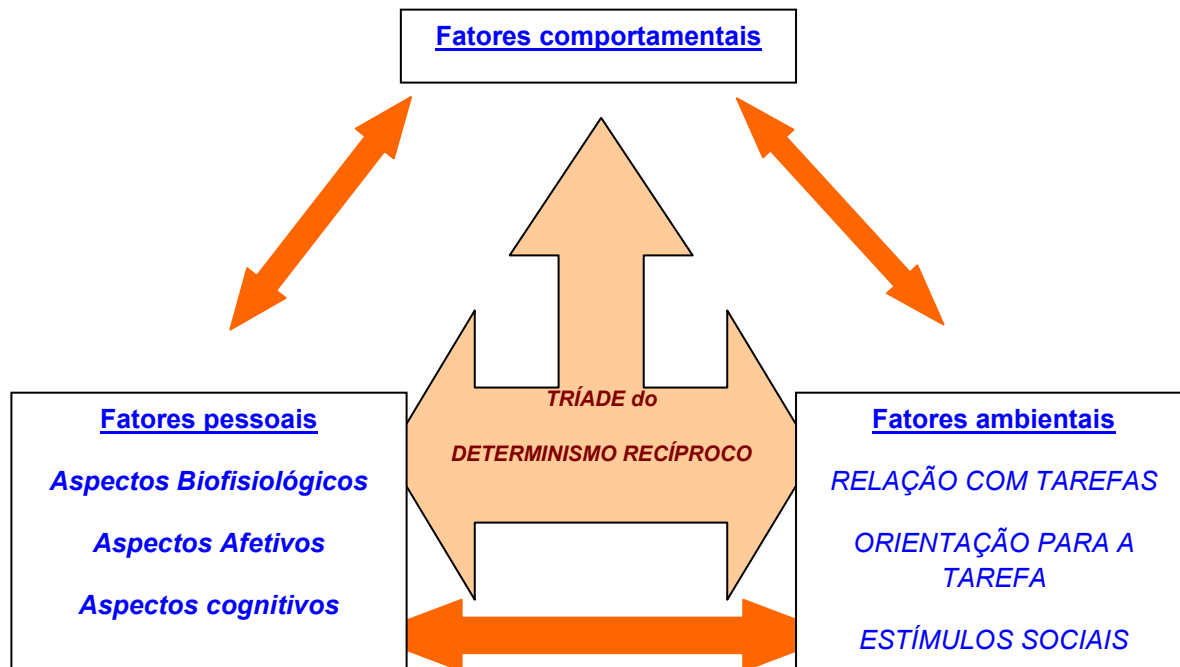 Fatores comportamentais
TRÍADE do
DETERMINISMO RECÍPROCO
Fatores pessoais
Aspectos Biofisiológicos
Aspectos Afetivos
Aspectos cognitivos
Fatores ambientais
RELAÇÃO COM TAREFAS
ORIENTAÇÃO PARA A
TAREFA
ESTÍMULOS SOCIAIS